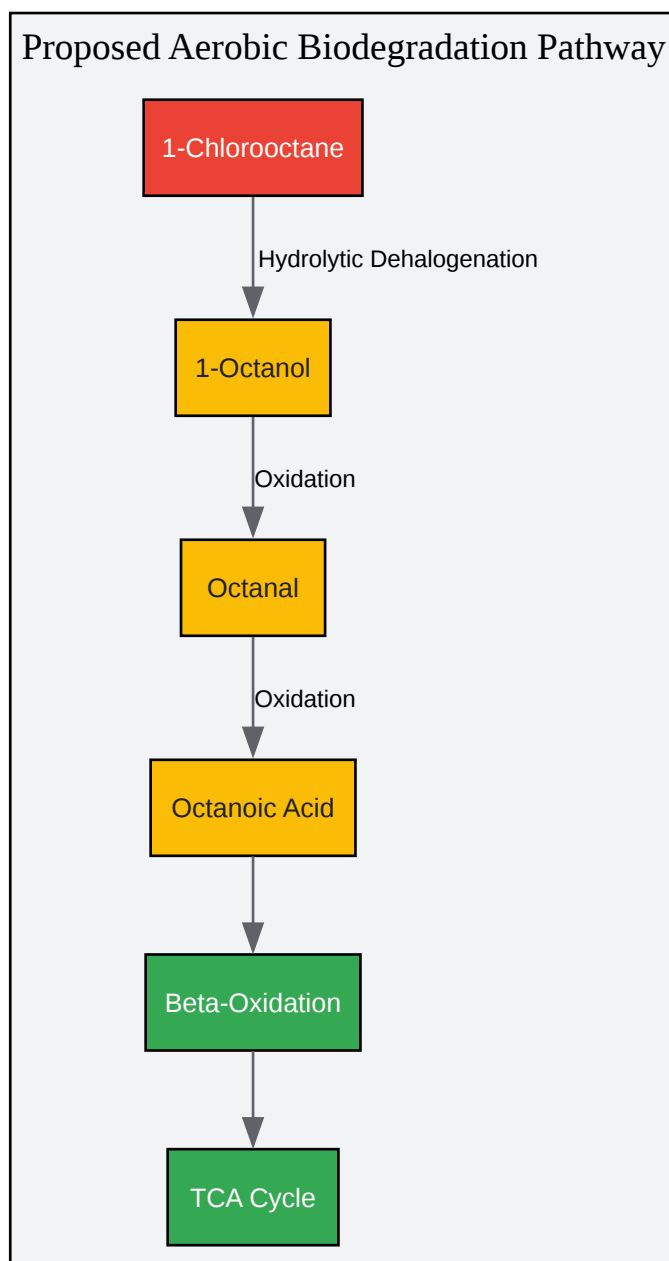 Proposed Aerobic Biodegradation Pathway
1-Chlorooctane
Hydrolytic Dehalogenation
1-Octanol
Oxidation
Octanal
Oxidation
Octanoic Acid
Beta-Oxidation
TCA Cycle